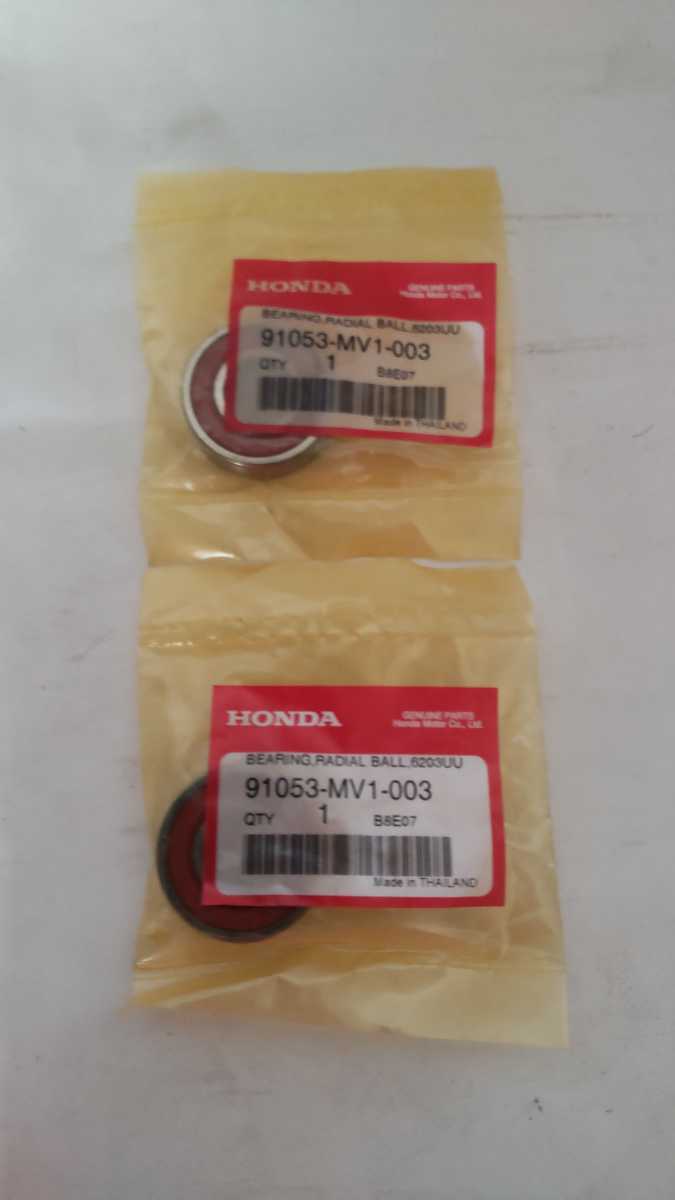 HONDA
GENUINE PARTS
Honda Motor Co., Ltd.
BEARING,RADIAL BALL,6203UU
91053-MV1-003
QTY 1 B8E07
Made in THAILAND
HONDA
GENUINE PARTS
Honda Motor Co., Ltd.
BEARING,RADIAL BALL,6203UU
91053-MV1-003
QTY 1 B8E07
Made in THAILAND